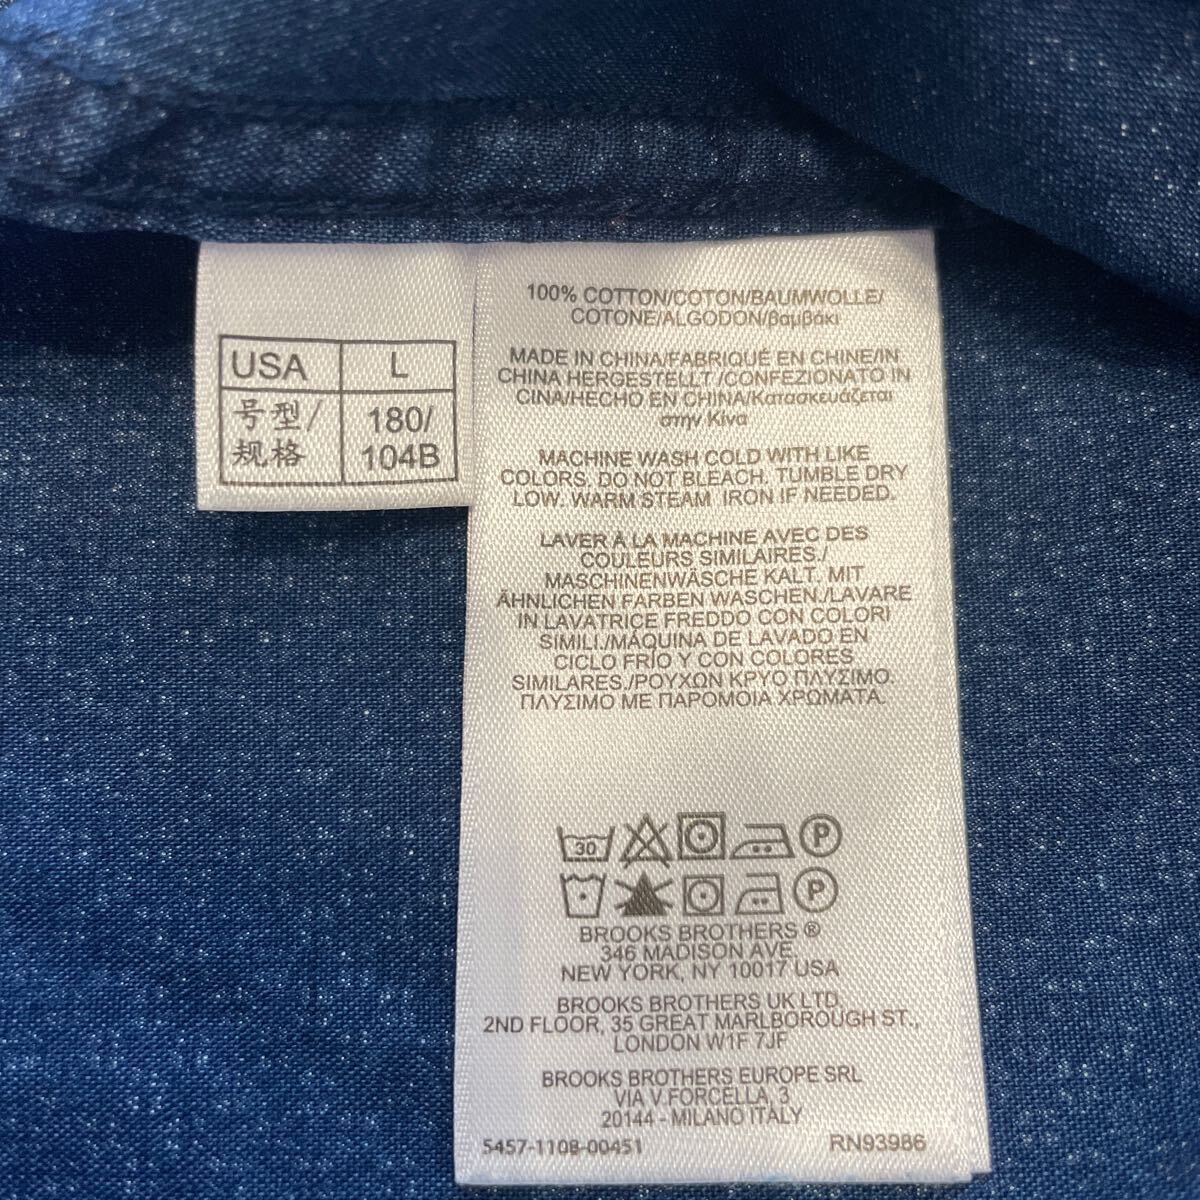 USA L
号型/ 180/
规格 104B
100% COTTON/COTON/BAUMWOLLE/
COTONE/ALGODON/βαμβάκι
MADE IN CHINA/FABRIQUÉ EN CHINE/IN
CHINA HERGESTELLT /CONFEZIONATO IN
CINA/HECHO EN CHINA/Κατασκευάζεται
στην Κίνα
MACHINE WASH COLD WITH LIKE
COLORS. DO NOT BLEACH. TUMBLE DRY
LOW. WARM STEAM IRON IF NEEDED.
LAVER À LA MACHINE AVEC DES
COULEURS SIMILAIRES./
MASCHINENWÄSCHE KALT. MIT
ÄHNLICHEN FARBEN WASCHEN./LAVARE
IN LAVATRICE FREDDO CON COLORI
SIMILI./MÁQUINA DE LAVADO EN
CICLO FRÍO Y CON COLORES
SIMILARES./ΡΟΥΧΩΝ ΚΡΥΟ ΠΛΥΣΙΜΟ.
ΠΛΥΣΙΜΟ ΜΕ ΠΑΡΟΜΟΙΑ ΧΡΩΜΑΤΑ.
30 P
P
BROOKS BROTHERS ®
346 MADISON AVE.
NEW YORK, NY 10017 USA
BROOKS BROTHERS UK LTD.
2ND FLOOR, 35 GREAT MARLBOROUGH ST.,
LONDON W1F 7JF
BROOKS BROTHERS EUROPE SRL
VIA V.FORCELLA, 3
20144 - MILANO ITALY
5457-1108-00451 RN93986